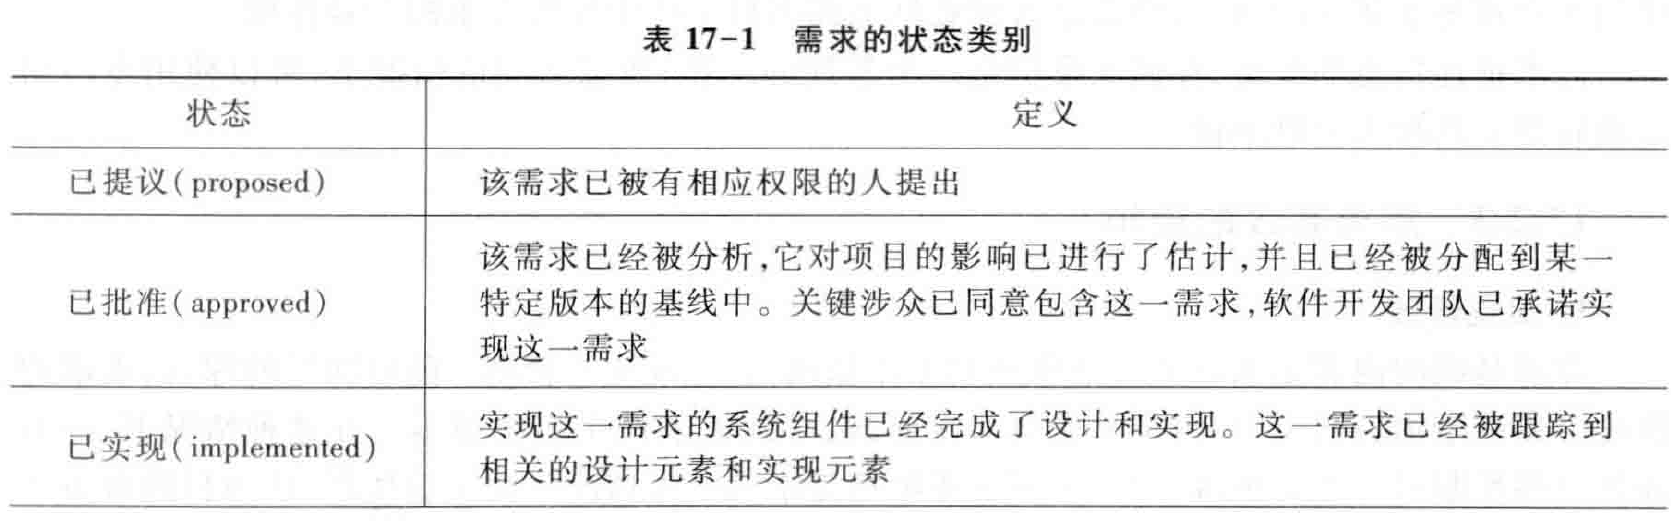 表 17-1 需求的状态类别
状态 定义
已提议(proposed) 该需求已被有相应权限的人提出
该需求已经被分析,它对项目的影响已进行了估计,并且已经被分配到某一
已批准(approved) 特定版本的基线中。关键涉众已同意包含这一需求,软件开发团队已承诺实
现这一需求
已实现(implemented) 实现这一需求的系统组件已经完成了设计和实现。这一需求已经被跟踪到
相关的设计元素和实现元素